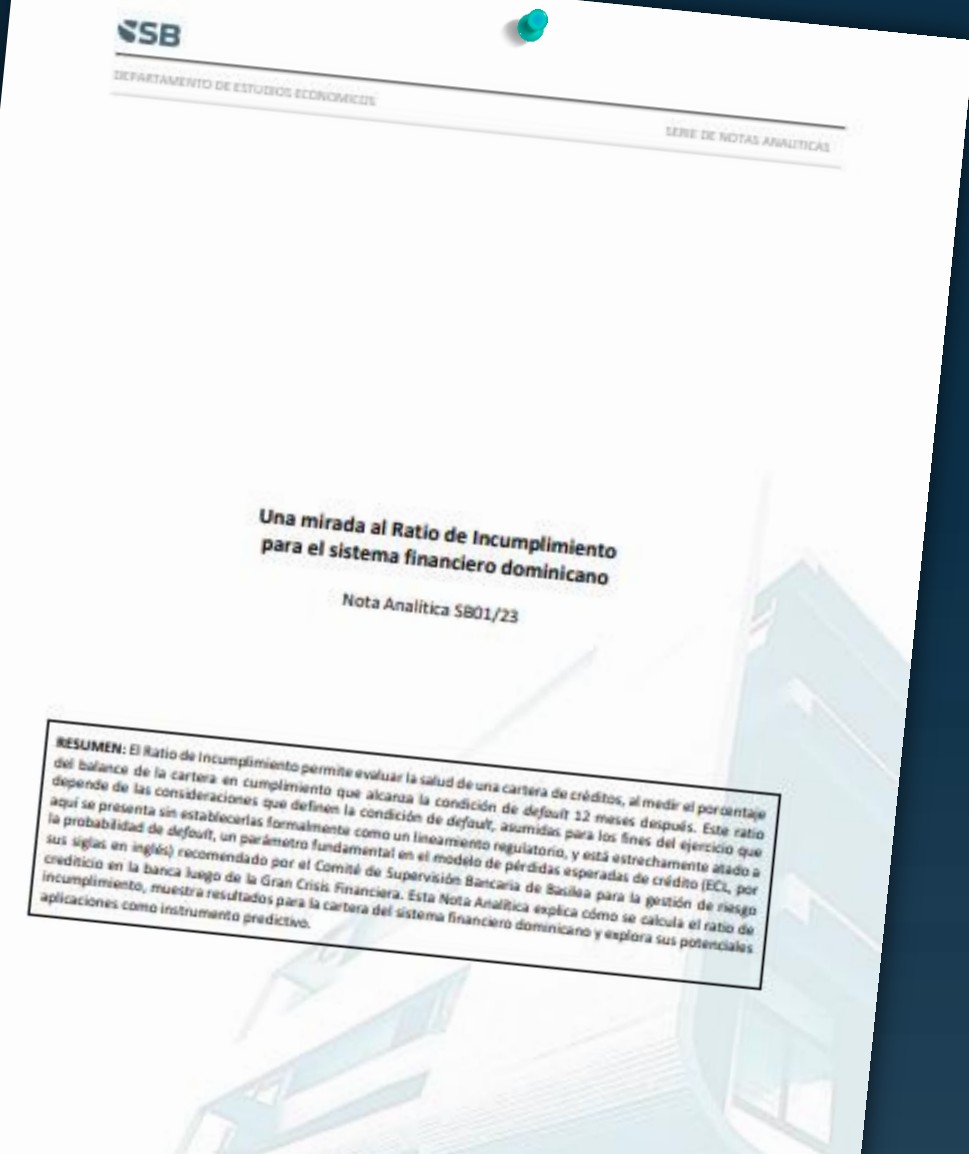 SB
DEPARTAMENTO DE ESTUDIOS ECONOMICOS
SERIE DE NOTAS ANALITICAS
Una mirada al Ratio de Incumplimiento
para el sistema financiero dominicano
Nota Analítica SB01/23
RESUMEN: El Ratio de Incumplimiento permite evaluar la salud de una cartera de créditos, al medir el porcentaje
del balance de la cartera en cumplimiento que alcanza la condición de default 12 meses después. Este ratio
depende de las consideraciones que definen la condición de default, asumidas para los fines del ejercicio que
aquí se presenta sin establecerlas formalmente como un lineamiento regulatorio, y está estrechamente atado a
la probabilidad de default, un parámetro fundamental en el modelo de pérdidas esperadas de crédito (ECL, por
sus siglas en inglés) recomendado por el Comité de Supervisión Bancaria de Basilea para la gestión de riesgo
crediticio en la banca luego de la Gran Crisis Financiera. Esta Nota Analítica explica cómo se calcula el ratio de
incumplimiento, muestra resultados para la cartera del sistema financiero dominicano y explora sus potenciales
aplicaciones como instrumento predictivo.